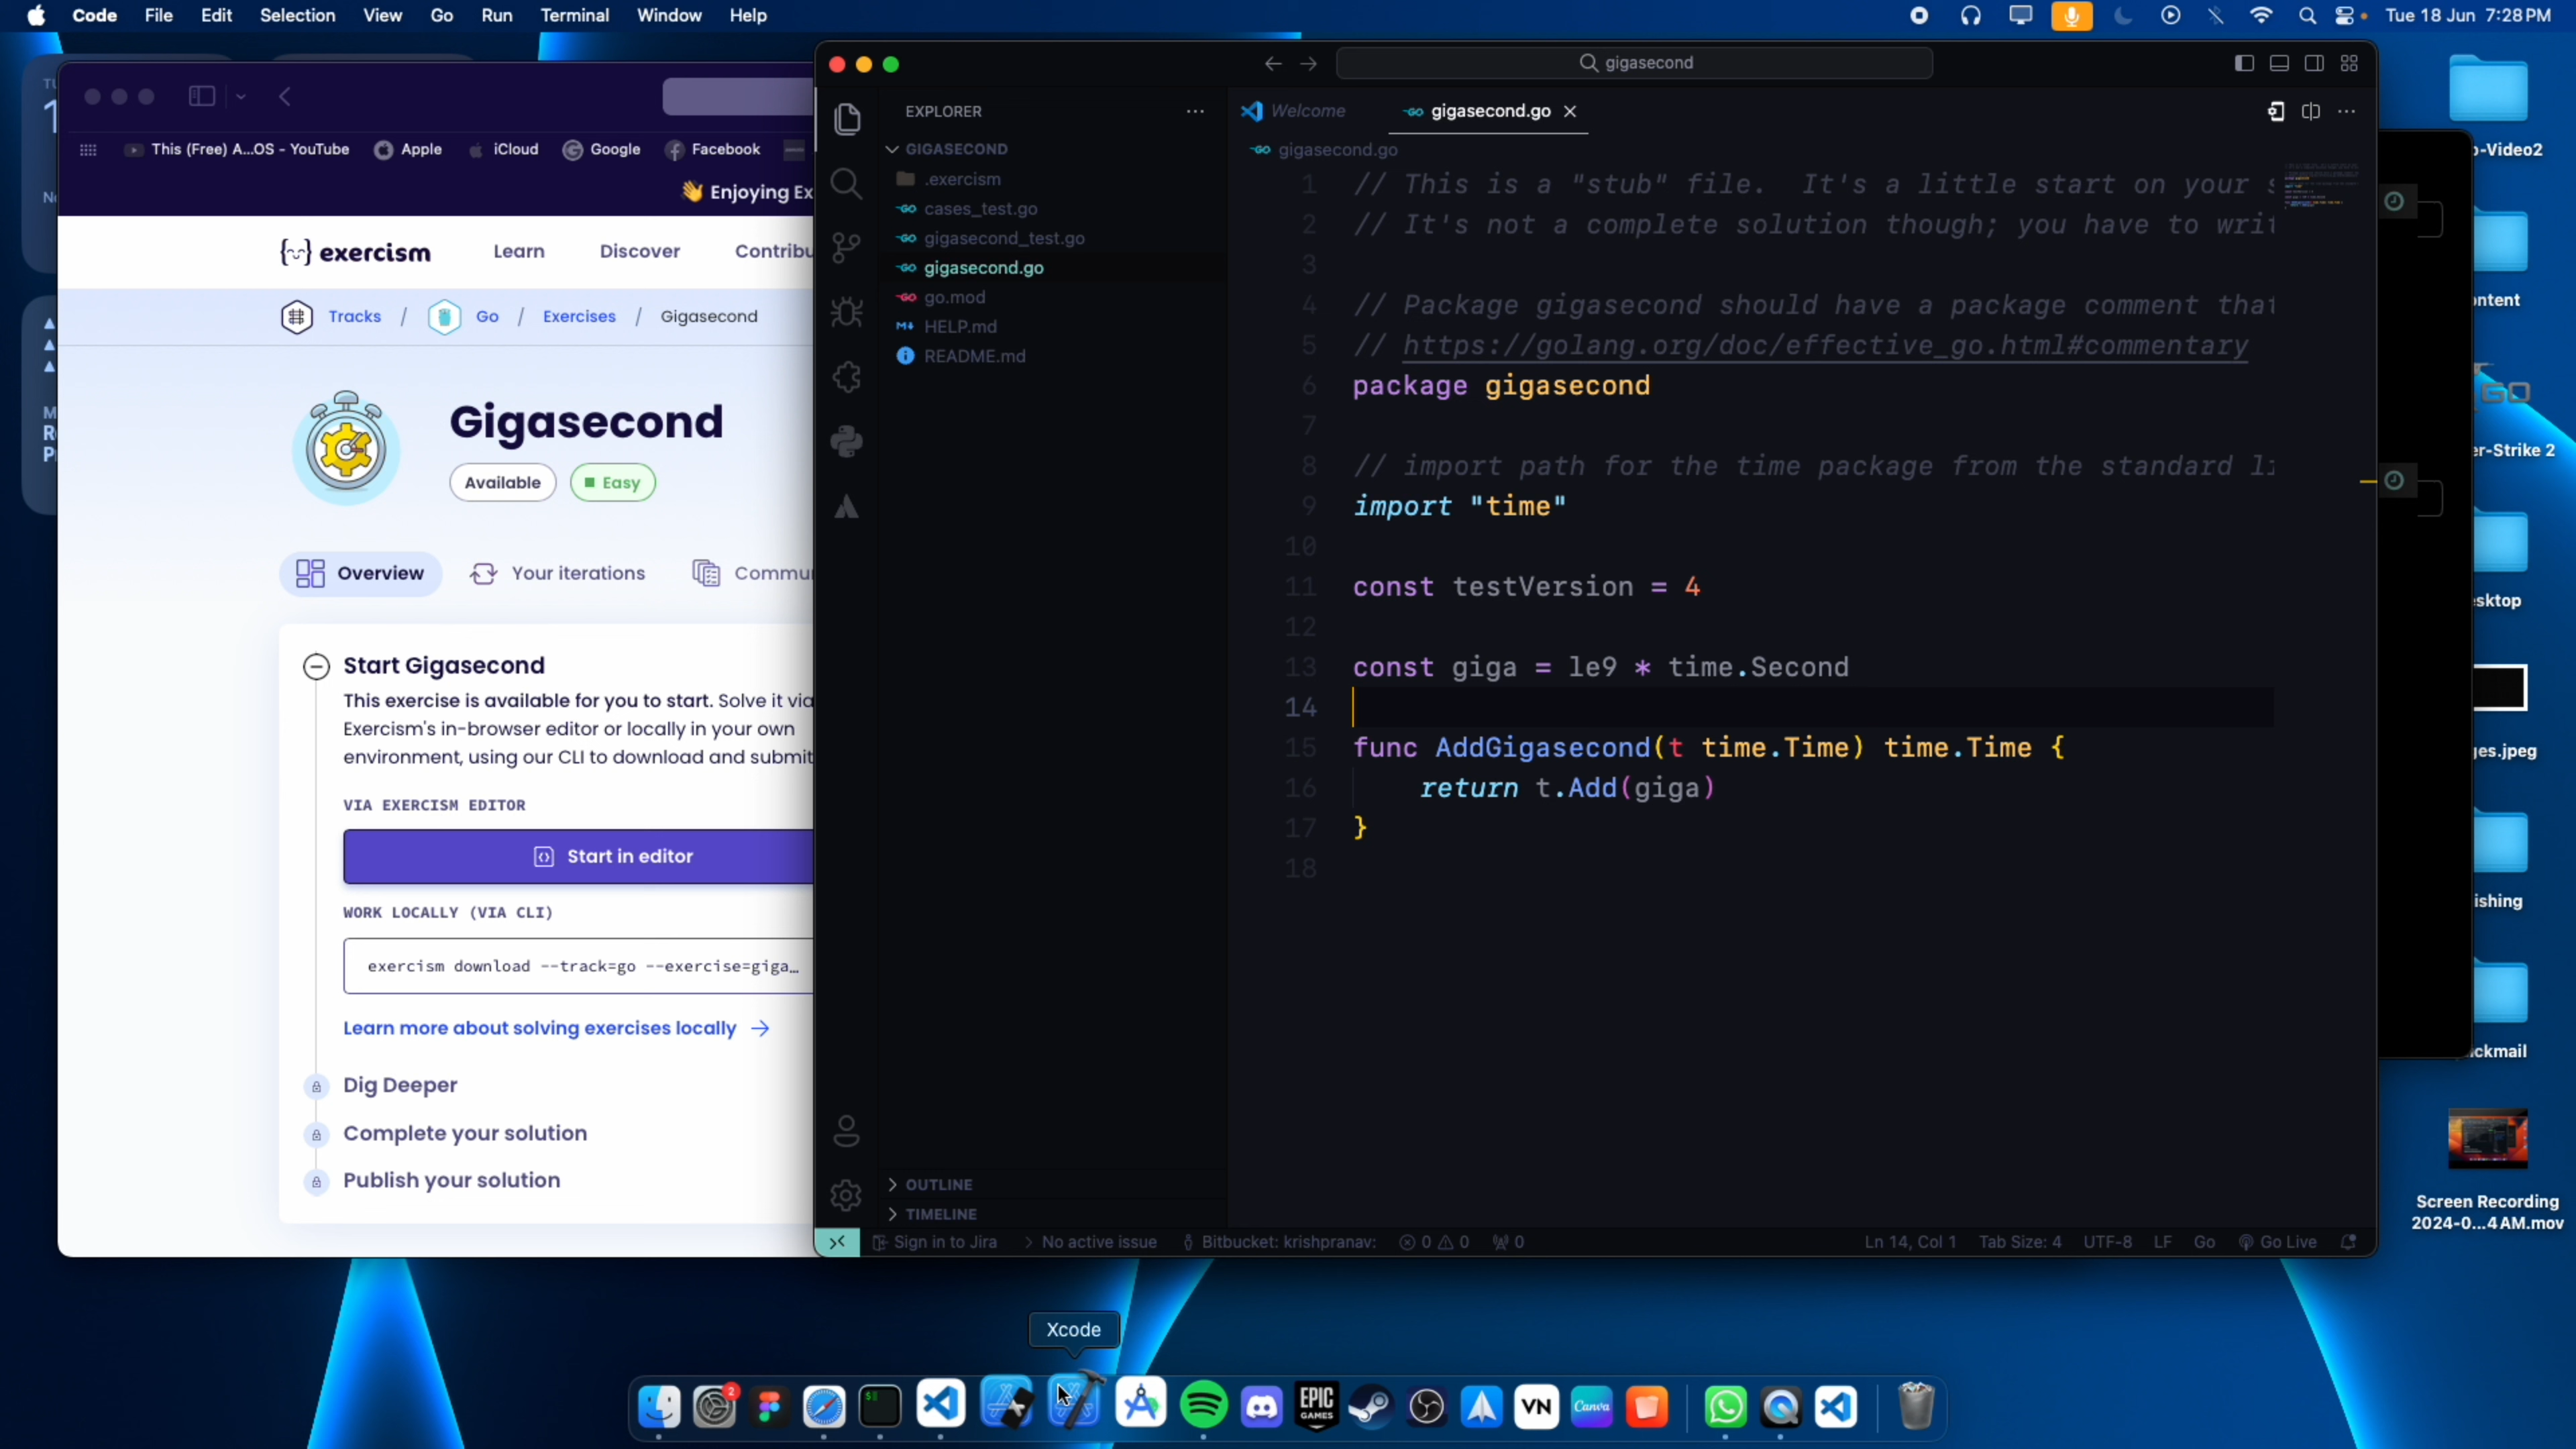 Code File Edit Selection View Go Run Terminal Window Help
Tue 18 Jun 7:28 PM
This (Free) A...OS - YouTube Apple iCloud Google Facebook
👋 Enjoying Ex
{~} exercism Learn Discover Contribu
Tracks / Go / Exercises / Gigasecond
Gigasecond
Available Easy
Overview Your iterations Commu
Start Gigasecond
This exercise is available for you to start. Solve it via
Exercism's in-browser editor or locally in your own
environment, using our CLI to download and submit
VIA EXERCISM EDITOR
Start in editor
WORK LOCALLY (VIA CLI)
exercism download --track=go --exercise=giga…
Learn more about solving exercises locally →
Dig Deeper
Complete your solution
Publish your solution
gigasecond
EXPLORER
GIGASECOND
.exercism
cases_test.go
gigasecond_test.go
gigasecond.go
go.mod
HELP.md
README.md
OUTLINE
TIMELINE
Welcome gigasecond.go
gigasecond.go
1 // This is a "stub" file.  It's a little start on your s
2 // It's not a complete solution though; you have to writ
3
4 // Package gigasecond should have a package comment that
5 // https://golang.org/doc/effective_go.html#commentary
6 package gigasecond
7
8 // import path for the time package from the standard li
9 import "time"
10
11 const testVersion = 4
12
13 const giga = le9 * time.Second
14
15 func AddGigasecond(t time.Time) time.Time {
16     return t.Add(giga)
17 }
18
Sign in to Jira No active issue Bitbucket: krishpranav: 0 0 0 Ln 14, Col 1 Tab Size: 4 UTF-8 LF Go Go Live
o-Video2
ontent
GO
er-Strike 2
sktop
ges.jpeg
ishing
ckmail
Screen Recording
2024-0...4 AM.mov
Xcode
2
$
EPIC
GAMES
VN
Canva